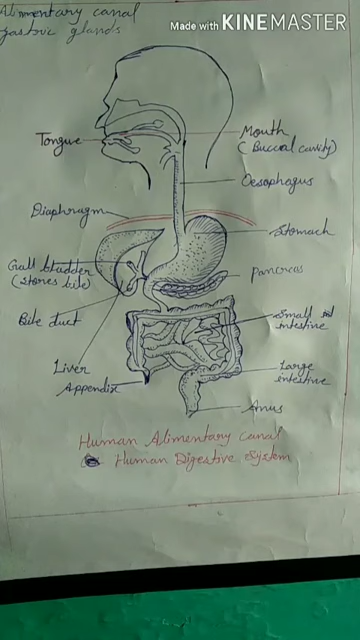 Alimentary canal
gastric glands
Made with KINEMASTER
Tongue
Mouth
(Buccal cavity)
Oesophagus
Diaphragm
Stomach
Gall bladder
(stores bile)
Pancreas
Bile duct
Small
intestine
Liver
Large
intestine
Appendix
Anus
Human Alimentary Canal
Human Digestive System